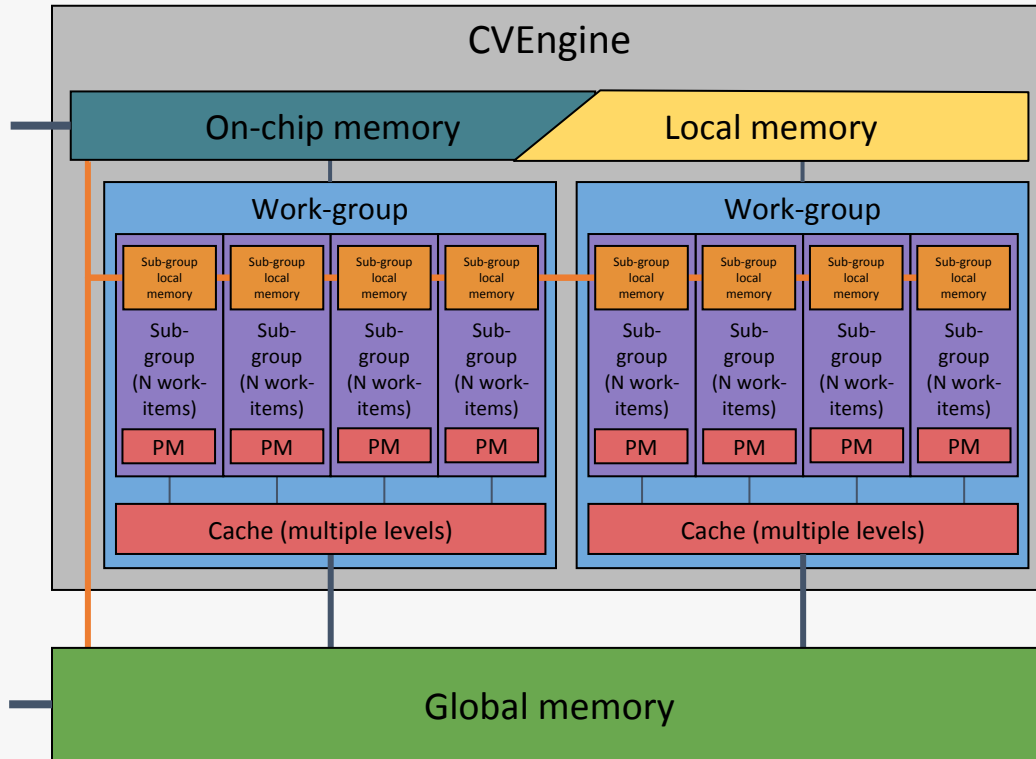 CVEngine
On-chip memory
Local memory
Work-group
Sub-group
local
memory
Sub-
group
(N work-
items)
PM
Sub-group
local
memory
Sub-
group
(N work-
items)
PM
Sub-group
local
memory
Sub-
group
(N work-
items)
PM
Sub-group
local
memory
Sub-
group
(N work-
items)
PM
Cache (multiple levels)
Work-group
Sub-group
local
memory
Sub-
group
(N work-
items)
PM
Sub-group
local
memory
Sub-
group
(N work-
items)
PM
Sub-group
local
memory
Sub-
group
(N work-
items)
PM
Sub-group
local
memory
Sub-
group
(N work-
items)
PM
Cache (multiple levels)
Global memory